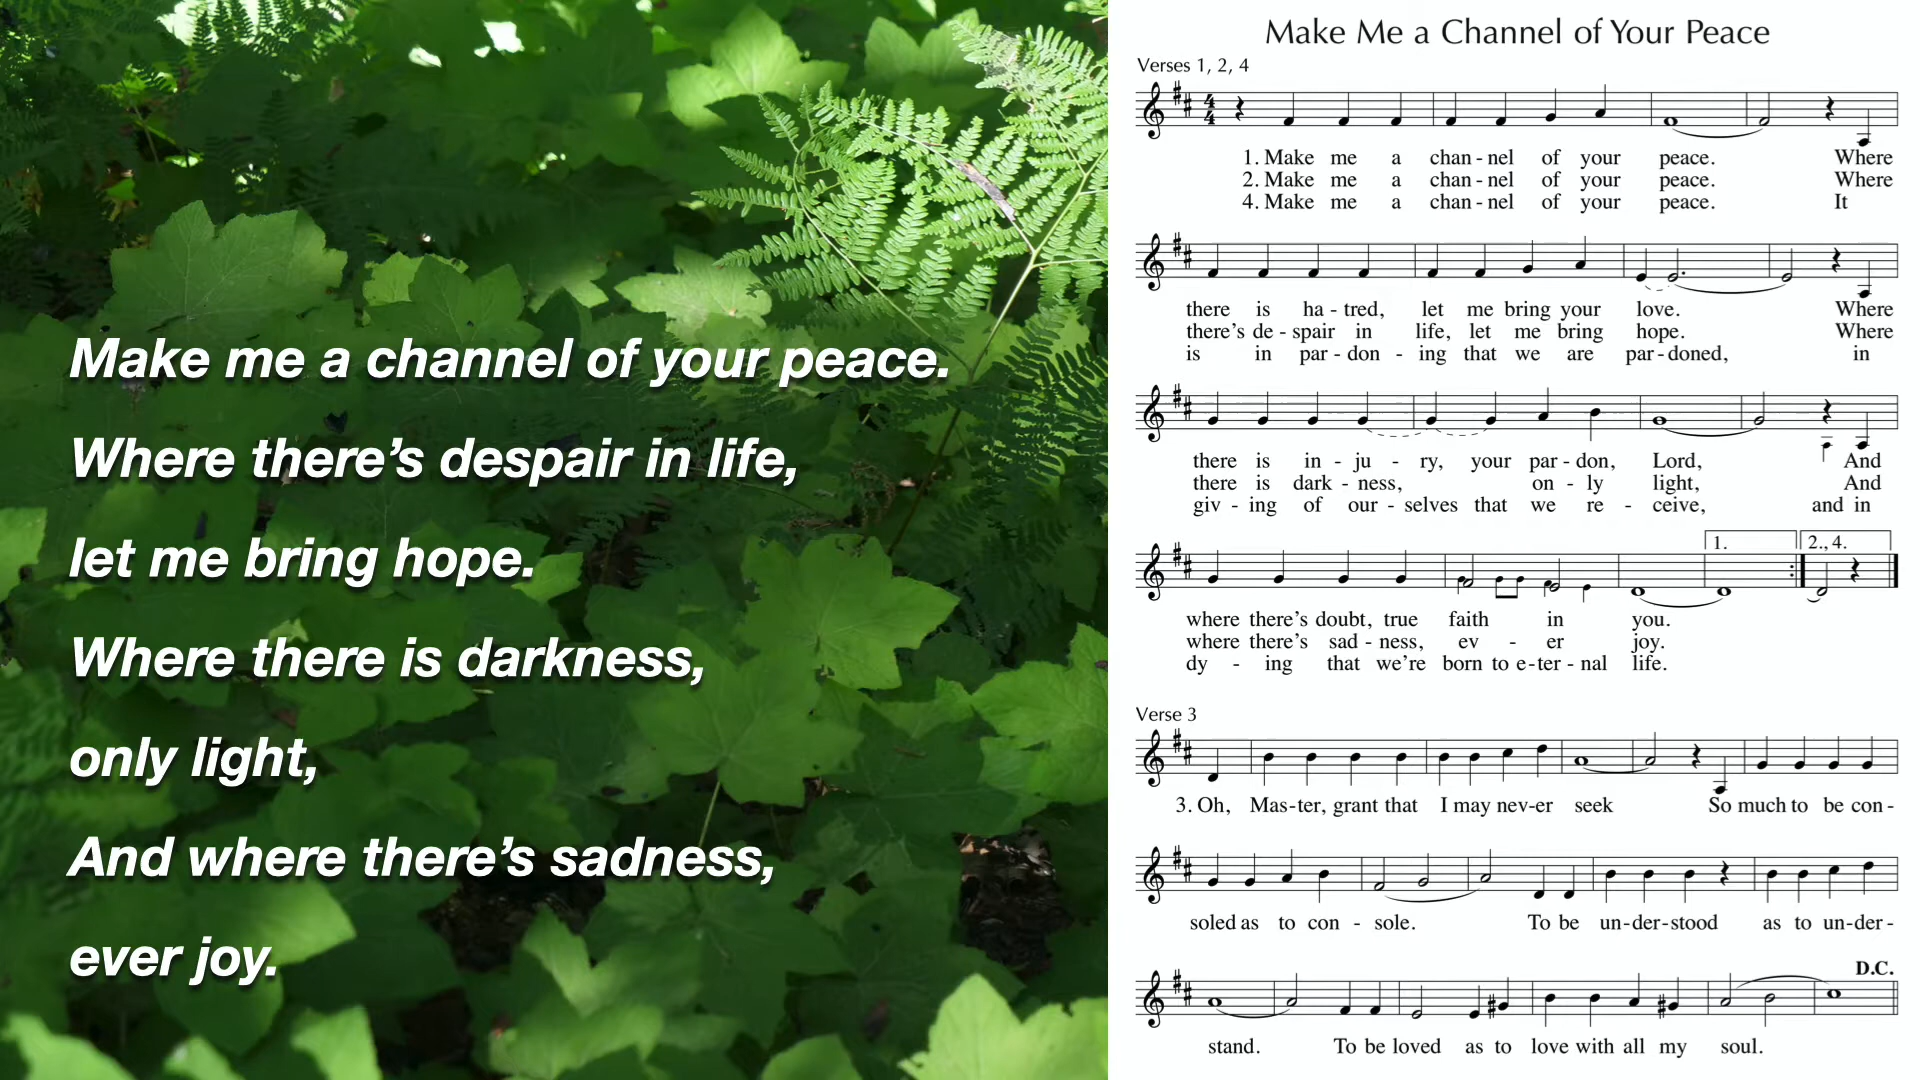 Make me a channel of your peace.
Where there’s despair in life,
let me bring hope.
Where there is darkness,
only light,
And where there’s sadness,
ever joy.
Make Me a Channel of Your Peace
Verses 1, 2, 4
1. Make me a chan - nel of your peace. Where
2. Make me a chan - nel of your peace. Where
4. Make me a chan - nel of your peace. It
there is ha - tred, let me bring your love. Where
there’s de - spair in life, let me bring hope. Where
is in par - don - ing that we are par - doned, in
there is in - ju - ry, your par - don, Lord, And
there is dark - ness, on - ly light, And
giv - ing of our - selves that we re - ceive, and in
1. 2., 4.
where there’s doubt, true faith in you.
where there’s sad - ness, ev - er joy.
dy - ing that we’re born to e - ter - nal life.
Verse 3
3. Oh, Mas - ter, grant that I may nev - er seek So much to be con -
soled as to con - sole. To be un - der - stood as to un - der -
D.C.
stand. To be loved as to love with all my soul.